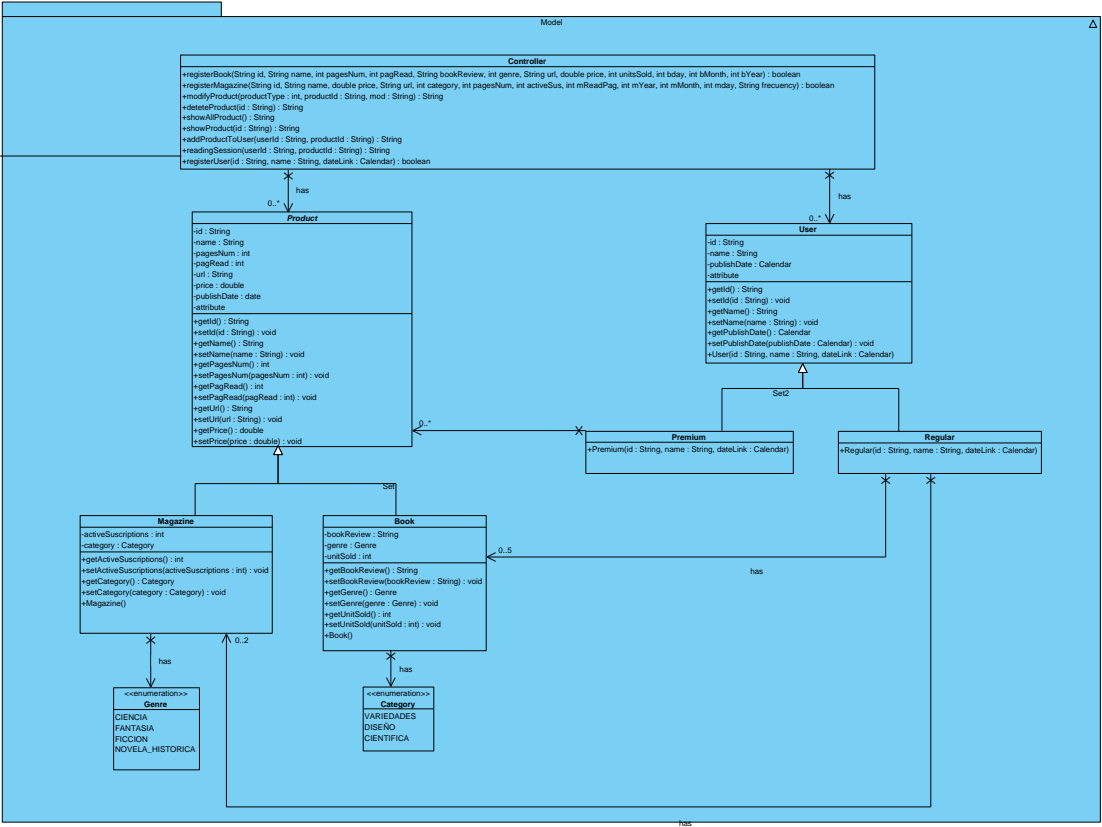 Model
Controller
+registerBook(String id, String name, int pagesNum, int pagRead, String bookReview, int genre, String url, double price, int unitsSold, int bday, int bMonth, int bYear) : boolean
+registerMagazine(String id, String name, double price, String url, int category, int pagesNum, int activeSus, int mReadPag, int mYear, int mMonth, int mday, String frecuency) : boolean
+modifyProduct(productType : int, productId : String, mod : String) : String
+deteteProduct(id : String) : String
+showAllProduct() : String
+showProduct(id : String) : String
+addProductToUser(userId : String, productId : String) : String
+readingSession(userId : String, productId : String) : String
+registerUser(id : String, name : String, dateLink : Calendar) : boolean
has
0..*
has
0..*
Product
-id : String
-name : String
-pagesNum : int
-pagRead : int
-url : String
-price : double
-publishDate : date
-attribute
+getId() : String
+setId(id : String) : void
+getName() : String
+setName(name : String) : void
+getPagesNum() : int
+setPagesNum(pagesNum : int) : void
+getPagRead() : int
+setPagRead(pagRead : int) : void
+getUrl() : String
+setUrl(url : String) : void
+getPrice() : double
+setPrice(price : double) : void
User
-id : String
-name : String
-publishDate : Calendar
-attribute
+getId() : String
+setId(id : String) : void
+getName() : String
+setName(name : String) : void
+getPublishDate() : Calendar
+setPublishDate(publishDate : Calendar) : void
+User(id : String, name : String, dateLink : Calendar)
Set2
0..*
Premium
+Premium(id : String, name : String, dateLink : Calendar)
Regular
+Regular(id : String, name : String, dateLink : Calendar)
Set
Magazine
-activeSuscriptions : int
-category : Category
+getActiveSuscriptions() : int
+setActiveSuscriptions(activeSuscriptions : int) : void
+getCategory() : Category
+setCategory(category : Category) : void
+Magazine()
Book
-bookReview : String
-genre : Genre
-unitSold : int
+getBookReview() : String
+setBookReview(bookReview : String) : void
+getGenre() : Genre
+setGenre(genre : Genre) : void
+getUnitSold() : int
+setUnitSold(unitSold : int) : void
+Book()
0..5
has
0..2
has
has
<<enumeration>>
Genre
CIENCIA
FANTASIA
FICCION
NOVELA_HISTORICA
<<enumeration>>
Category
VARIEDADES
DISEÑO
CIENTIFICA
has